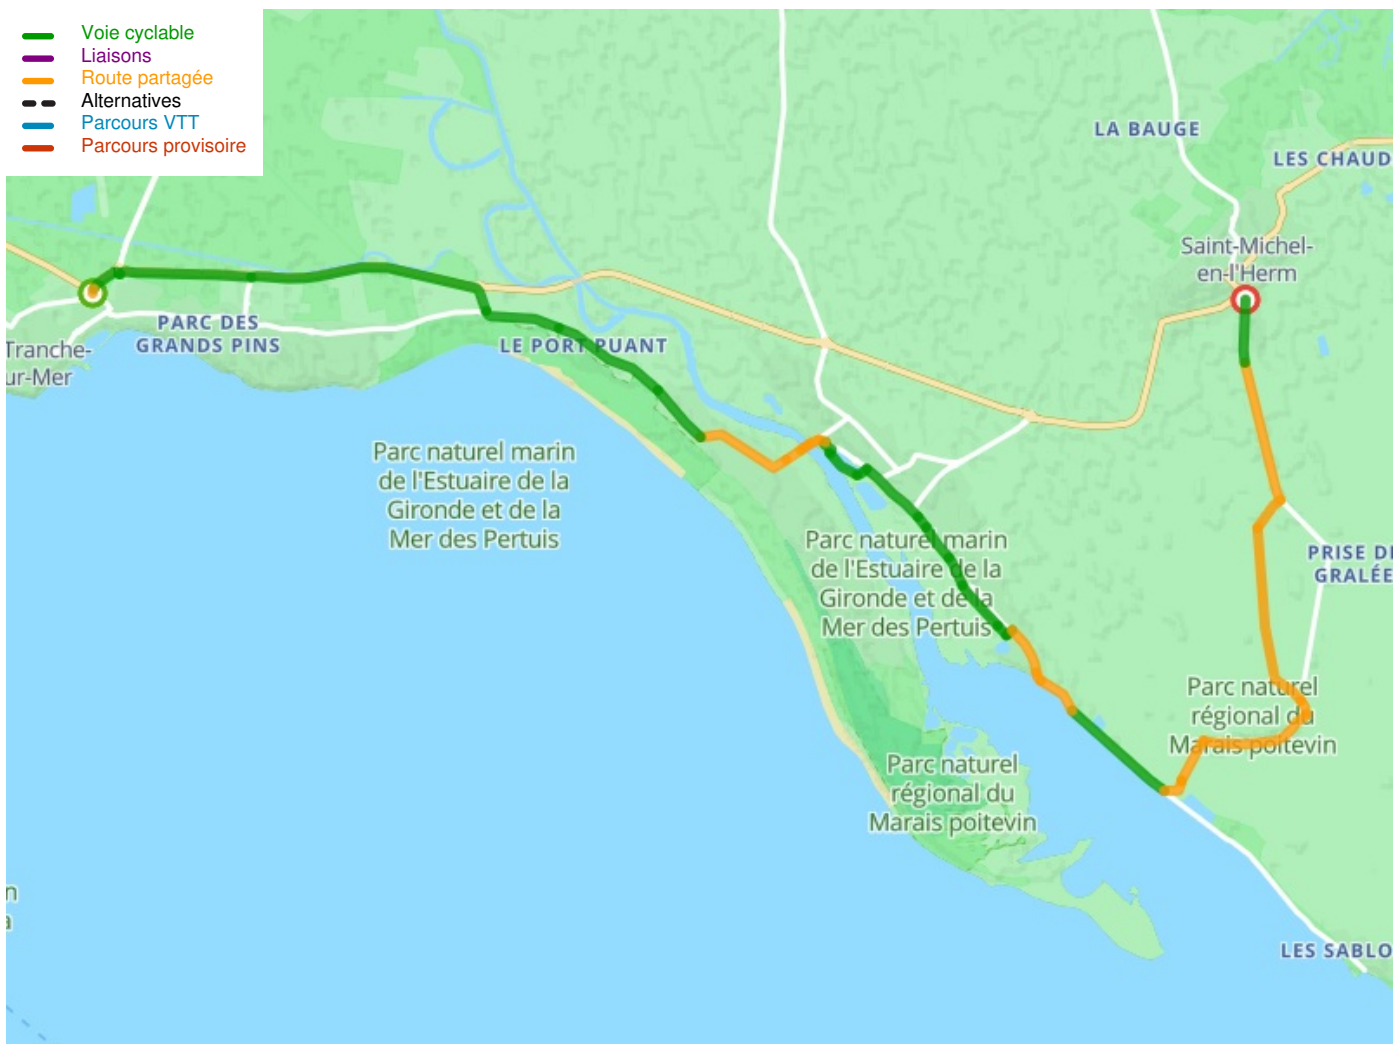 Voie cyclable
Liaisons
Route partagée
Alternatives
Parcours VTT
Parcours provisoire
LA BAUGE
LES CHAUD
Saint-Michel-
en-l'Herm
PARC DES
GRANDS PINS
Tranche-
ur-Mer
LE PORT PUANT
Parc naturel marin
de l'Estuaire de la
Gironde et de la
Mer des Pertuis
Parc naturel marin
de l'Estuaire de la
Gironde et de la
Mer des Pertuis
PRISE DE
GRALÉE
Parc naturel
régional du
Marais poitevin
Parc naturel
régional du
Marais poitevin
n
a
LES SABLO